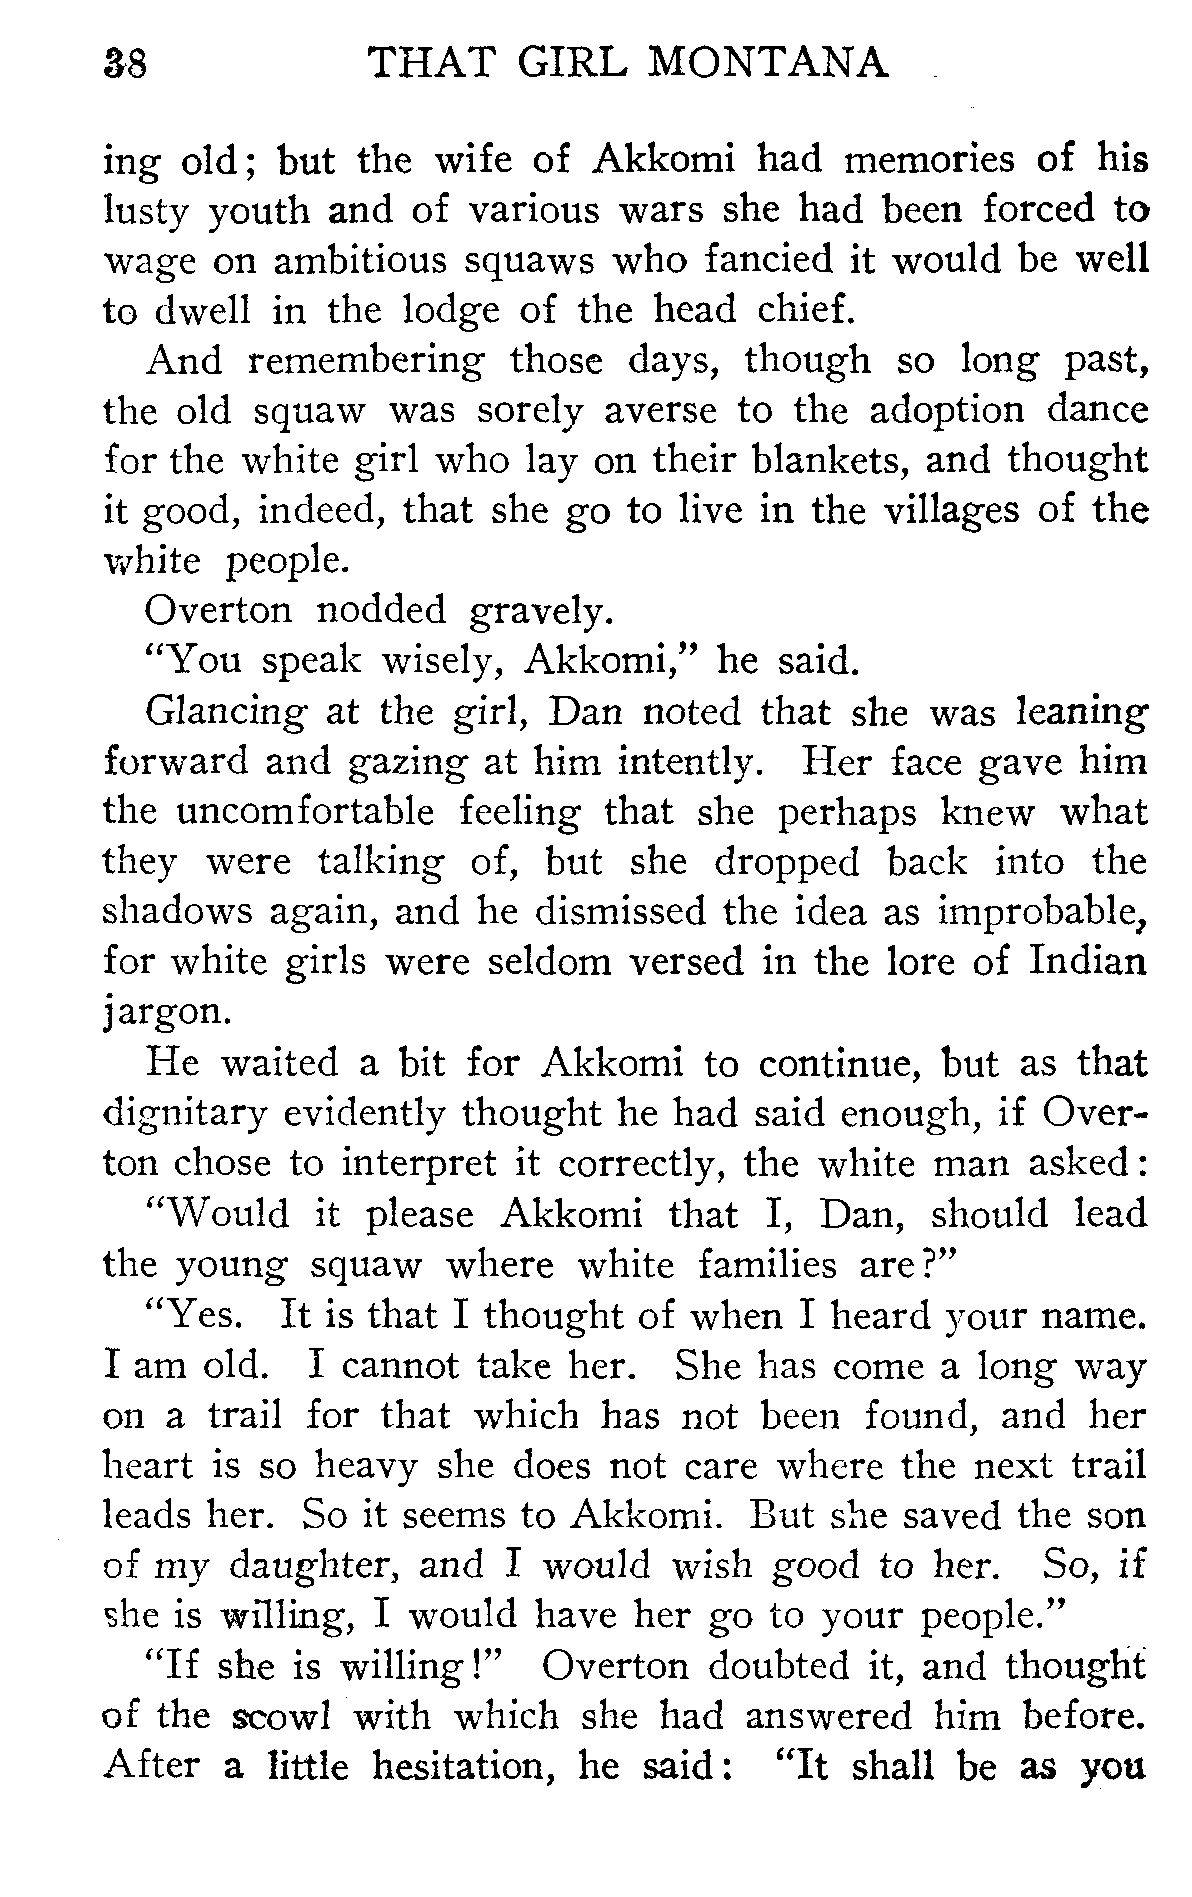 38 THAT GIRL MONTANA
ing old; but the wife of Akkomi had memories of his
lusty youth and of various wars she had been forced to
wage on ambitious squaws who fancied it would be well
to dwell in the lodge of the head chief.
And remembering those days, though so long past,
the old squaw was sorely averse to the adoption dance
for the white girl who lay on their blankets, and thought
it good, indeed, that she go to live in the villages of the
white people.
Overton nodded gravely.
"You speak wisely, Akkomi," he said.
Glancing at the girl, Dan noted that she was leaning
forward and gazing at him intently. Her face gave him
the uncomfortable feeling that she perhaps knew what
they were talking of, but she dropped back into the
shadows again, and he dismissed the idea as improbable,
for white girls were seldom versed in the lore of Indian
jargon.
He waited a bit for Akkomi to continue, but as that
dignitary evidently thought he had said enough, if Over-
ton chose to interpret it correctly, the white man asked:
"Would it please Akkomi that I, Dan, should lead
the young squaw where white families are?"
"Yes. It is that I thought of when I heard your name.
I am old. I cannot take her. She has come a long way
on a trail for that which has not been found, and her
heart is so heavy she does not care where the next trail
leads her. So it seems to Akkomi. But she saved the son
of my daughter, and I would wish good to her. So, if
she is willing, I would have her go to your people."
"If she is willing!" Overton doubted it, and thought
of the scowl with which she had answered him before.
After a little hesitation, he said: "It shall be as you